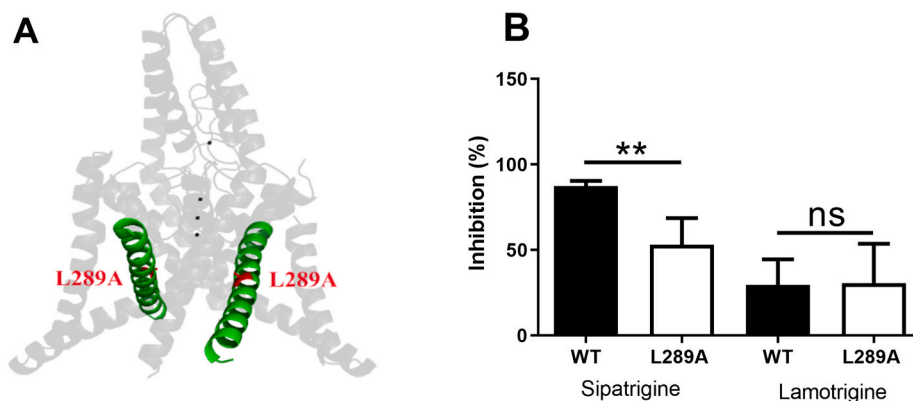 A
L289A
L289A
B
Inhibition (%)
150
100
50
0
**
ns
WT
L289A
WT
L289A
Sipatrigine
Lamotrigine